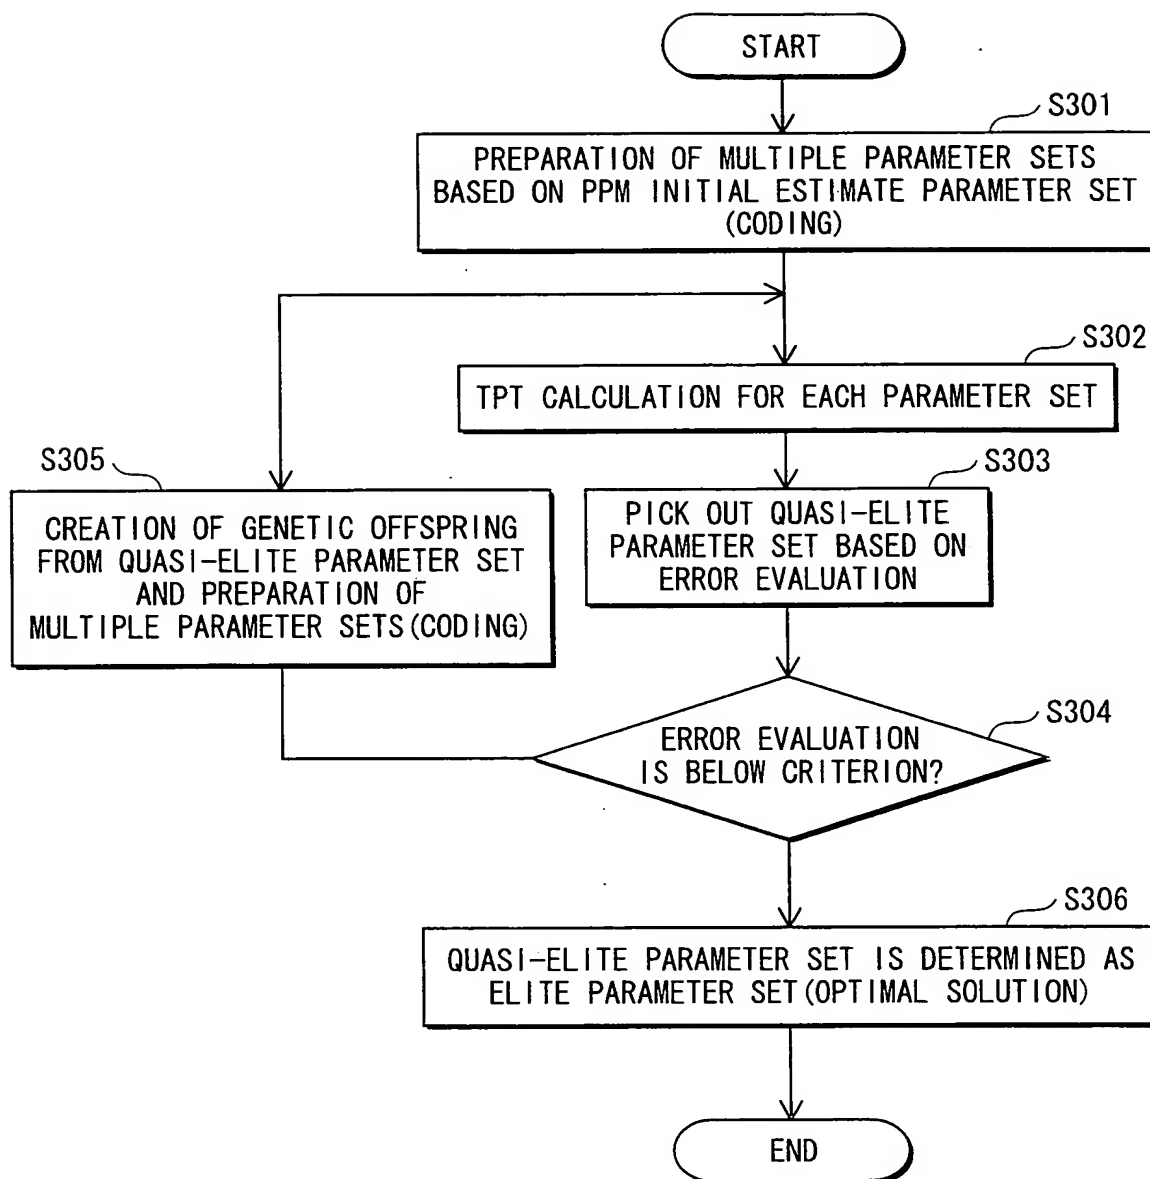 START
S301
PREPARATION OF MULTIPLE PARAMETER SETS
BASED ON PPM INITIAL ESTIMATE PARAMETER SET
(CODING)
S302
TPT CALCULATION FOR EACH PARAMETER SET
S305
CREATION OF GENETIC OFFSPRING
FROM QUASI-ELITE PARAMETER SET
AND PREPARATION OF
MULTIPLE PARAMETER SETS(CODING)
S303
PICK OUT QUASI-ELITE
PARAMETER SET BASED ON
ERROR EVALUATION
S304
ERROR EVALUATION
IS BELOW CRITERION?
S306
QUASI-ELITE PARAMETER SET IS DETERMINED AS
ELITE PARAMETER SET(OPTIMAL SOLUTION)
END